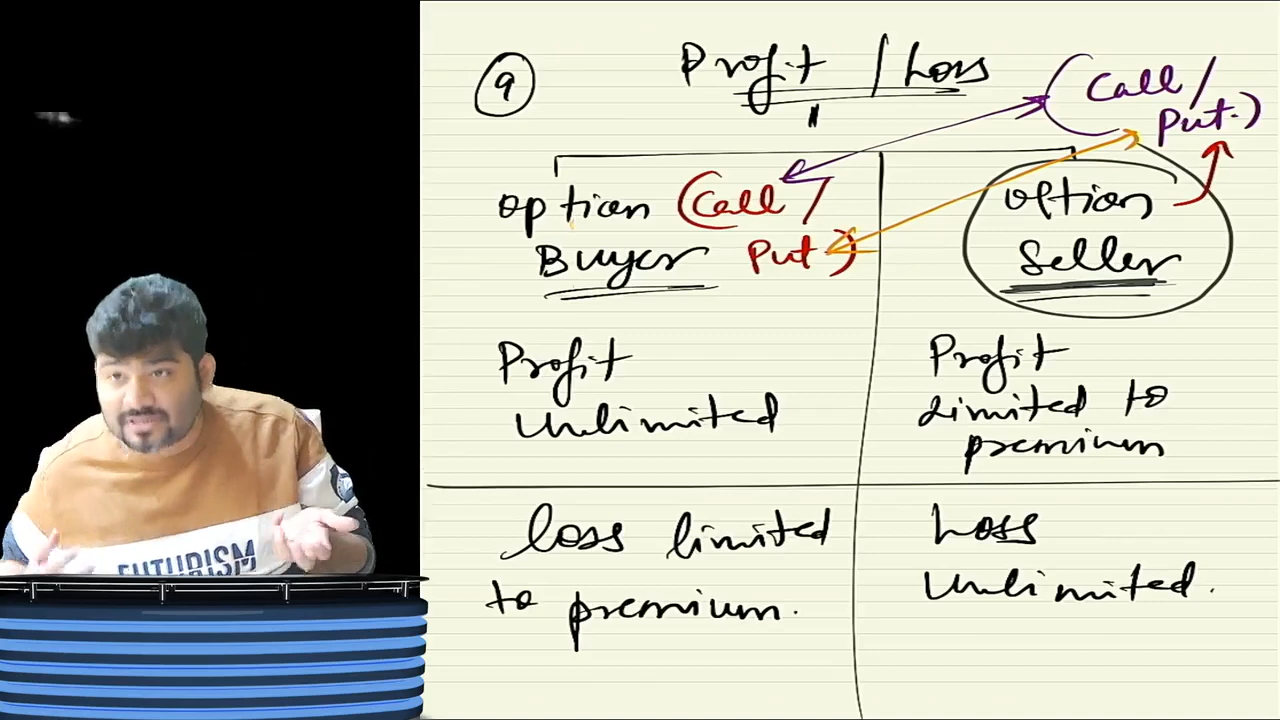 9
Profit / Loss
(Call /
Put.)
option (Call /
Buyer Put)
option
Seller
Profit
Unlimited
Profit
Limited to
premium
loss limited
to premium.
Loss
Unlimited.
FUTURISM